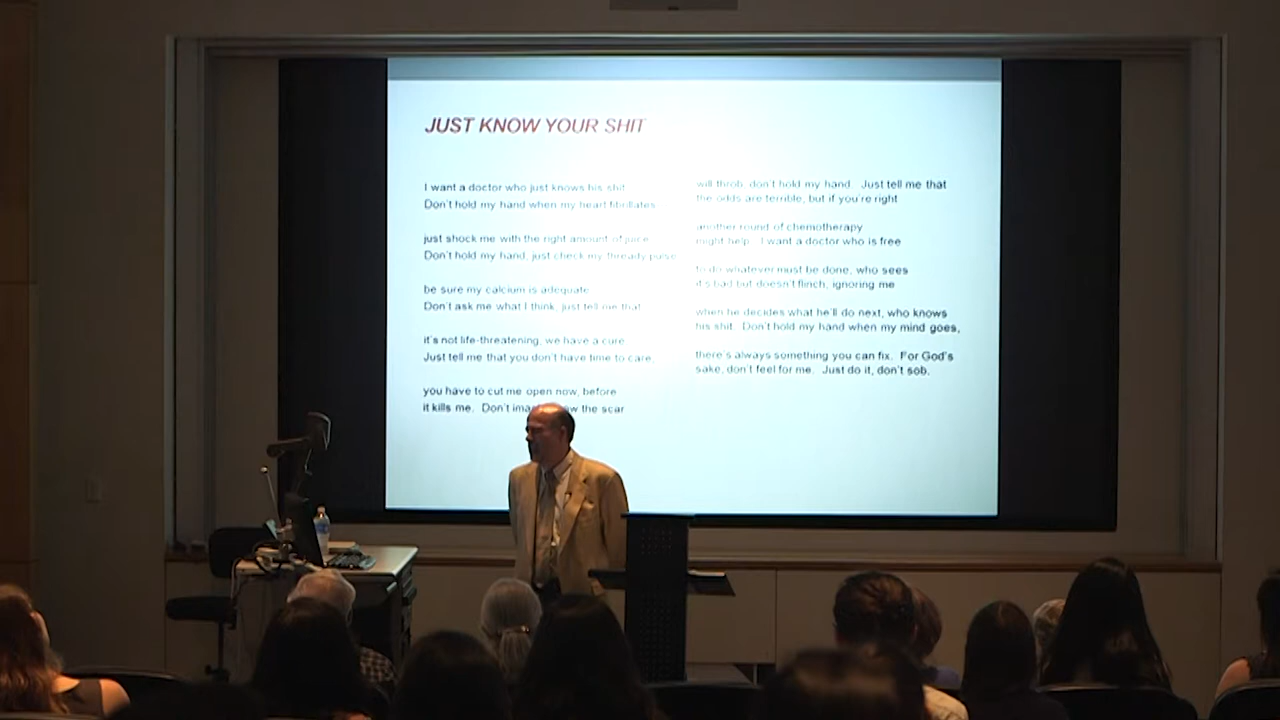 JUST KNOW YOUR SHIT
I want a doctor who just knows his shit.
Don't hold my hand when my heart fibrillates
just shock me with the right amount of juice.
Don't hold my hand, just check my thready pulse
be sure my calcium is adequate.
Don't ask me what I think, just tell me that
it's not life-threatening, we have a cure.
Just tell me that you don't have time to care,
you have to cut me open now, before
it kills me. Don't the scar
will throb, don't hold my hand. Just tell me that
the odds are terrible, but if you're right
another round of chemotherapy
might help. I want a doctor who is free
to do whatever must be done, who sees
it's bad but doesn't flinch, ignoring me
when he decides what he'll do next, who knows
his shit. Don't hold my hand when my mind goes,
there's always something you can fix. For God's
sake, don't feel for me. Just do it, don't sob.